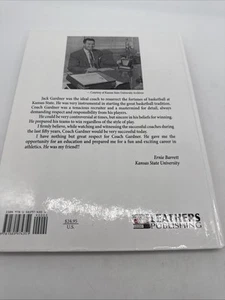 Courtesy of Kansas State University Archives
Jack Gardner was the ideal coach to resurrect the fortunes of basketball at
Kansas State. He was very instrumental in starting the great basketball tradition.
Coach Gardner was a tenacious recruiter and a mastermind for detail, always
demanding respect and responsibility from his players.
He could be very controversial at times, but sincere in his beliefs for winning.
He prepared his teams to win regardless of the style of play.
I firmly believe, while watching and witnessing the successful coaches during the
last fifty years, Coach Gardner would be very successful today.
I have nothing but great respect for Coach Gardner. He gave me the
opportunity for an education and prepared me for a fun and exciting career in
athletics. He was my friend!!
Ernie Barrett
Kansas State University
$18.95
U.S.
LEATHERS
PUBLISHING